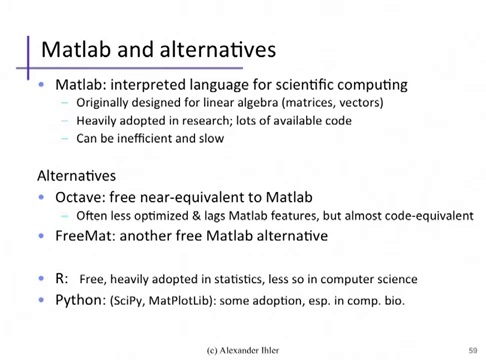 Matlab and alternatives
• Matlab: interpreted language for scientific computing
– Originally designed for linear algebra (matrices, vectors)
– Heavily adopted in research; lots of available code
– Can be inefficient and slow
Alternatives
• Octave: free near-equivalent to Matlab
– Often less optimized & lags Matlab features, but almost code-equivalent
• FreeMat: another free Matlab alternative
• R: Free, heavily adopted in statistics, less so in computer science
• Python: (SciPy, MatPlotLib): some adoption, esp. in comp. bio.
(c) Alexander Ihler
59